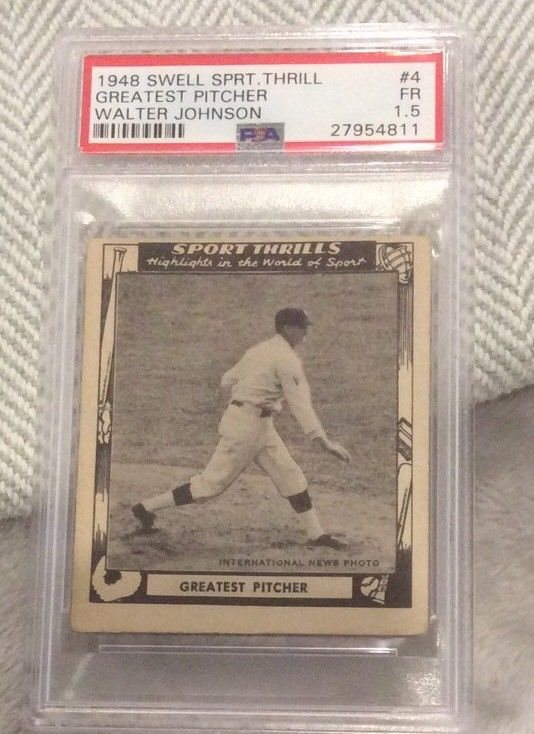 1948 SWELL SPRT.THRILL #4
GREATEST PITCHER FR
WALTER JOHNSON 1.5
PSA 27954811
SPORT THRILLS
Highlights in the World of Sport
INTERNATIONAL NEWS PHOTO
GREATEST PITCHER